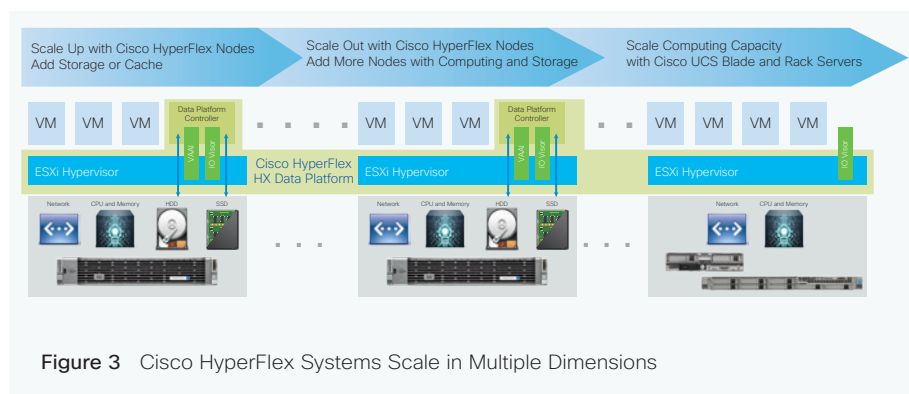 Scale Up with Cisco HyperFlex Nodes
Add Storage or Cache
Scale Out with Cisco HyperFlex Nodes
Add More Nodes with Computing and Storage
Scale Computing Capacity
with Cisco UCS Blade and Rack Servers
VM VM VM
Data Platform
Controller
VAAI
IO Visor
VM VM VM
Data Platform
Controller
VAAI
IO Visor
VM VM VM VM
IO Visor
ESXi Hypervisor
Cisco HyperFlex
HX Data Platform
ESXi Hypervisor
ESXi Hypervisor
Network CPU and Memory HDD SSD
Network CPU and Memory HDD SSD
Network CPU and Memory
Figure 3 Cisco HyperFlex Systems Scale in Multiple Dimensions